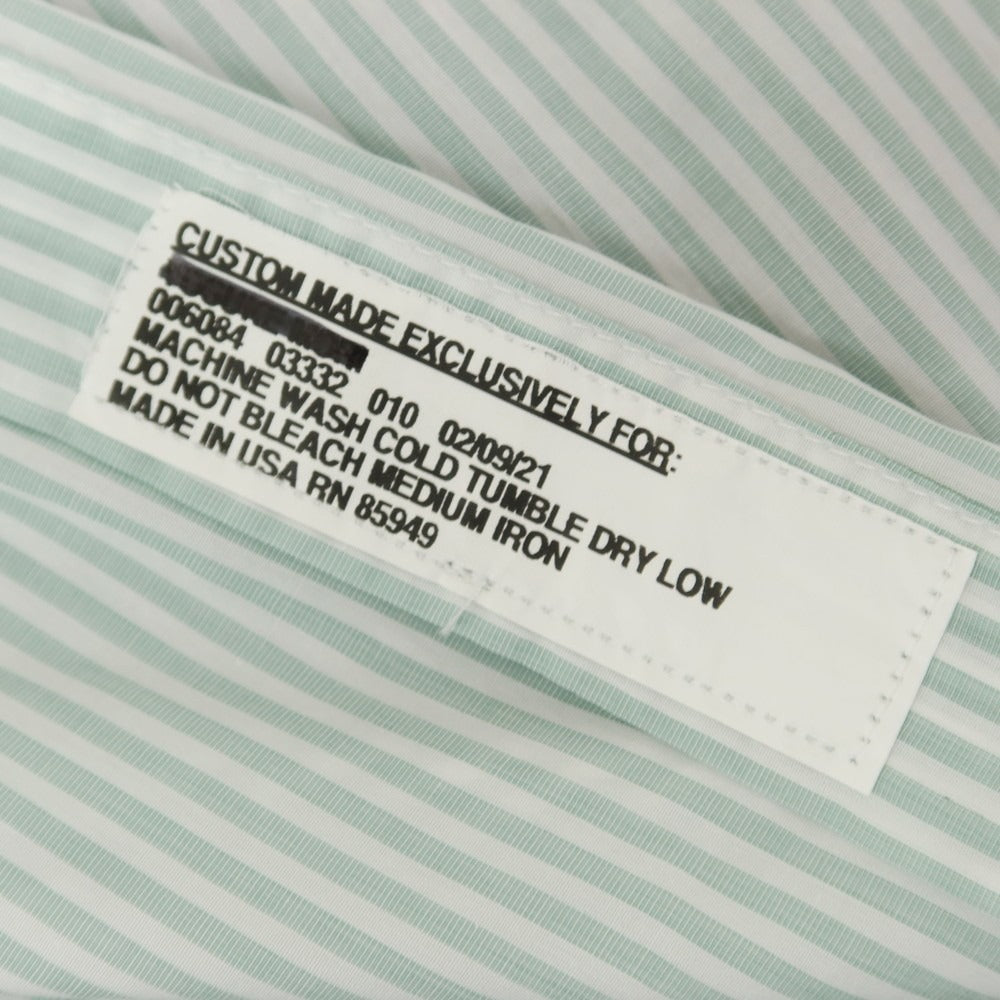 CUSTOM MADE EXCLUSIVELY FOR:
006084 03332 010 02/09/21
MACHINE WASH COLD TUMBLE DRY LOW
DO NOT BLEACH MEDIUM IRON
MADE IN USA RN 85949